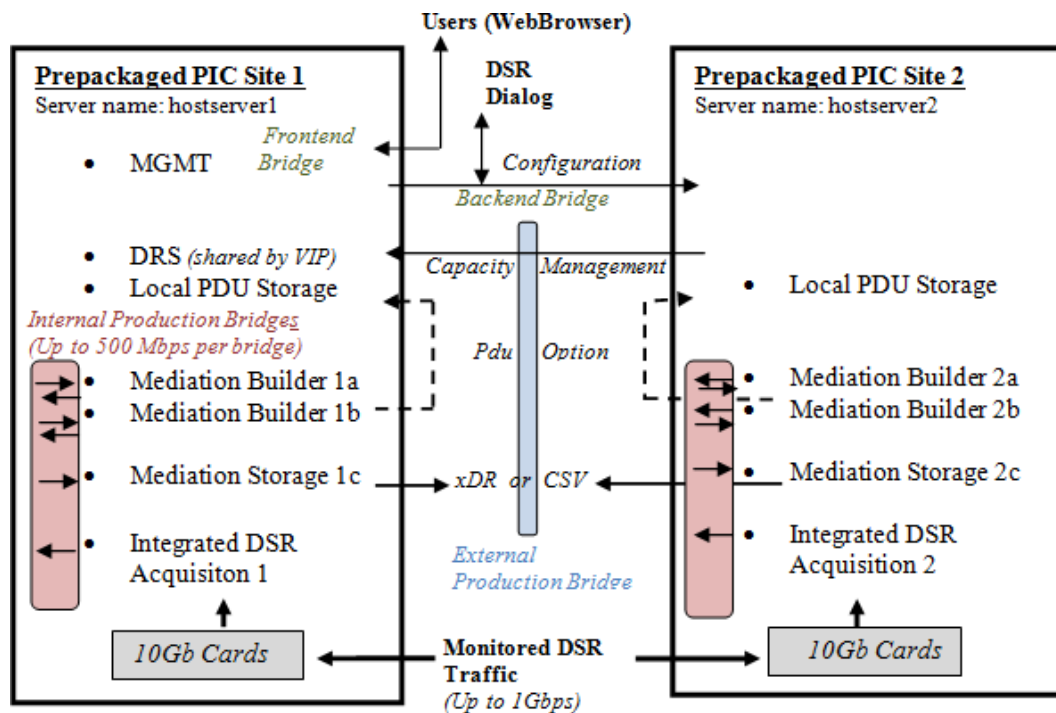 Users (WebBrowser)
Prepackaged PIC Site 1
Server name: hostserver1
Frontend
Bridge
• MGMT
• DRS (shared by VIP)
• Local PDU Storage
Internal Production Bridges
(Up to 500 Mbps per bridge)
• Mediation Builder 1a
• Mediation Builder 1b
• Mediation Storage 1c
• Integrated DSR
Acquisiton 1
10Gb Cards
DSR
Dialog
Configuration
Backend Bridge
Capacity Management
Pdu Option
xDR or CSV
External
Production Bridge
Monitored DSR
Traffic
(Up to 1Gbps)
Prepackaged PIC Site 2
Server name: hostserver2
• Local PDU Storage
• Mediation Builder 2a
• Mediation Builder 2b
• Mediation Storage 2c
• Integrated DSR
Acquisition 2
10Gb Cards